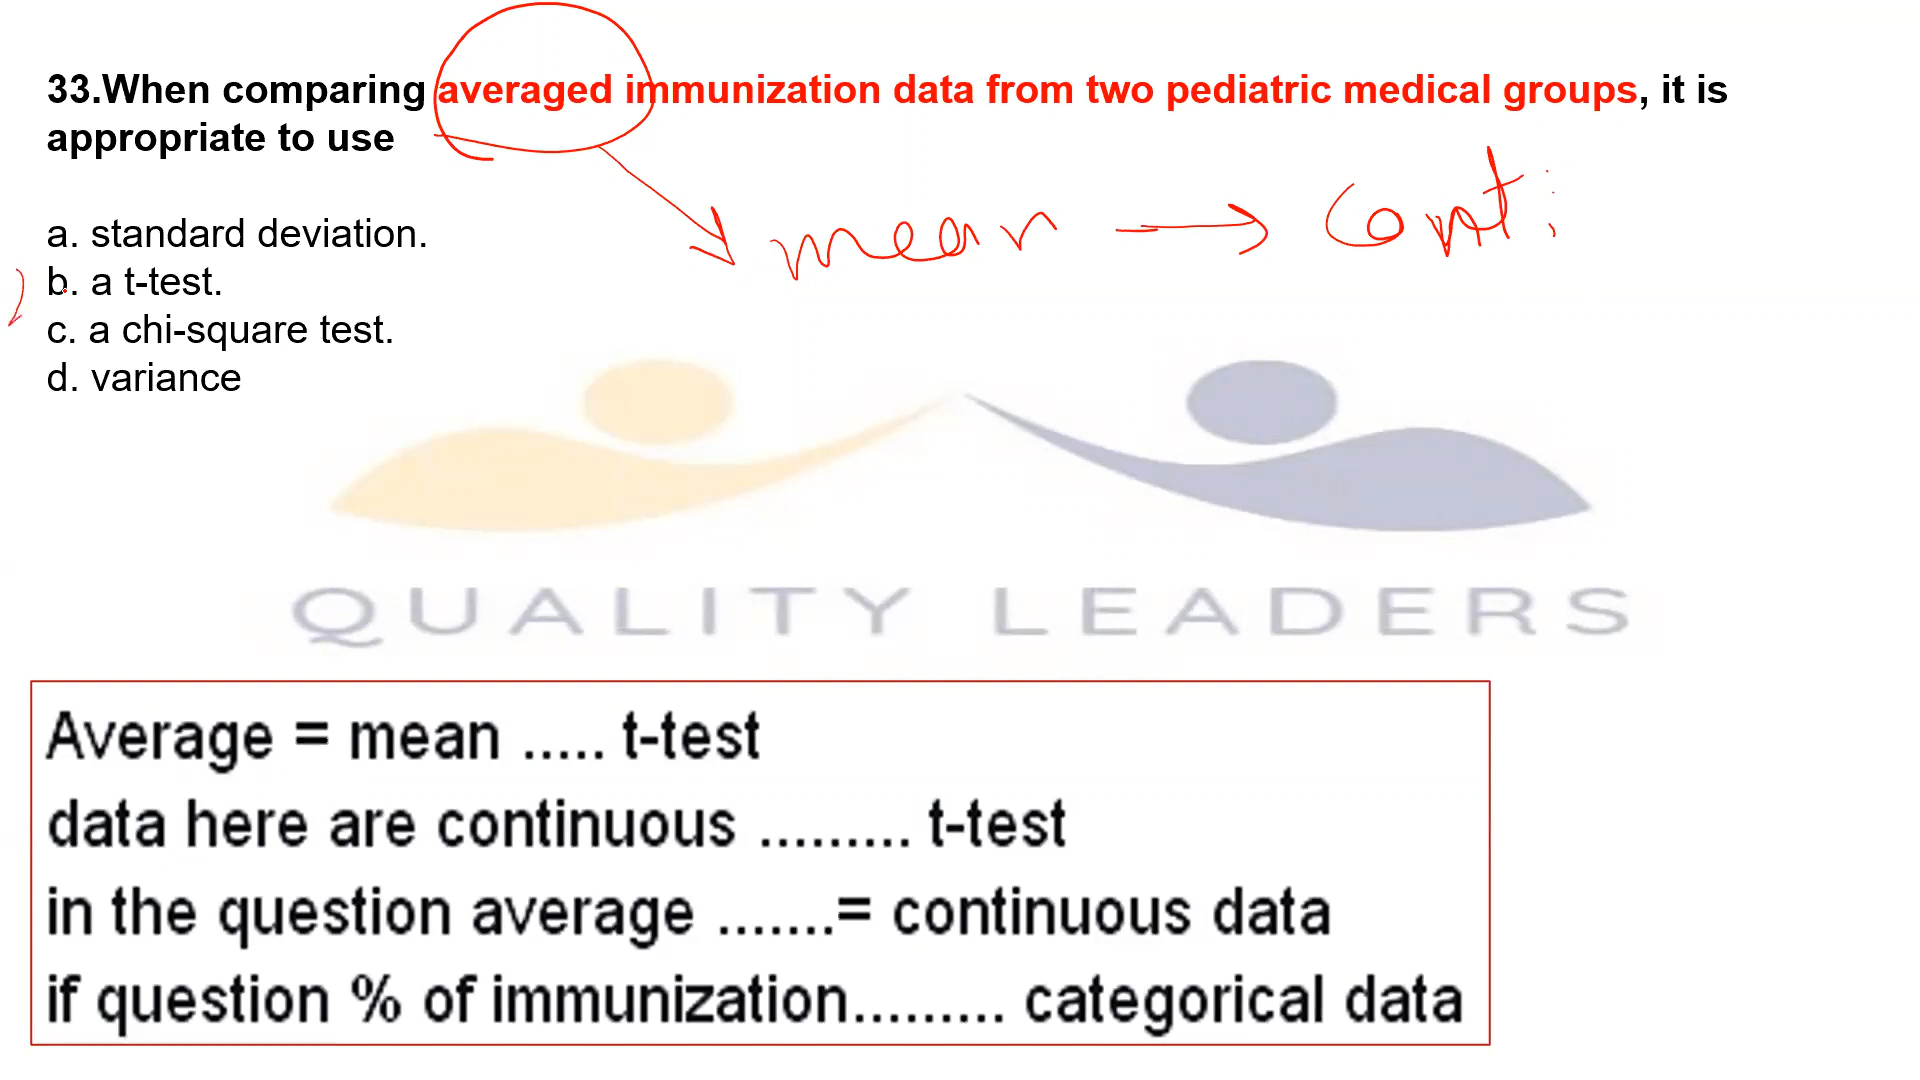 33.When comparing averaged immunization data from two pediatric medical groups, it is
appropriate to use
mean → cont:
a. standard deviation.
b. a t-test.
c. a chi-square test.
d. variance
QUALITY LEADERS
Average = mean ..... t-test
data here are continuous ......... t-test
in the question average .......= continuous data
if question % of immunization......... categorical data